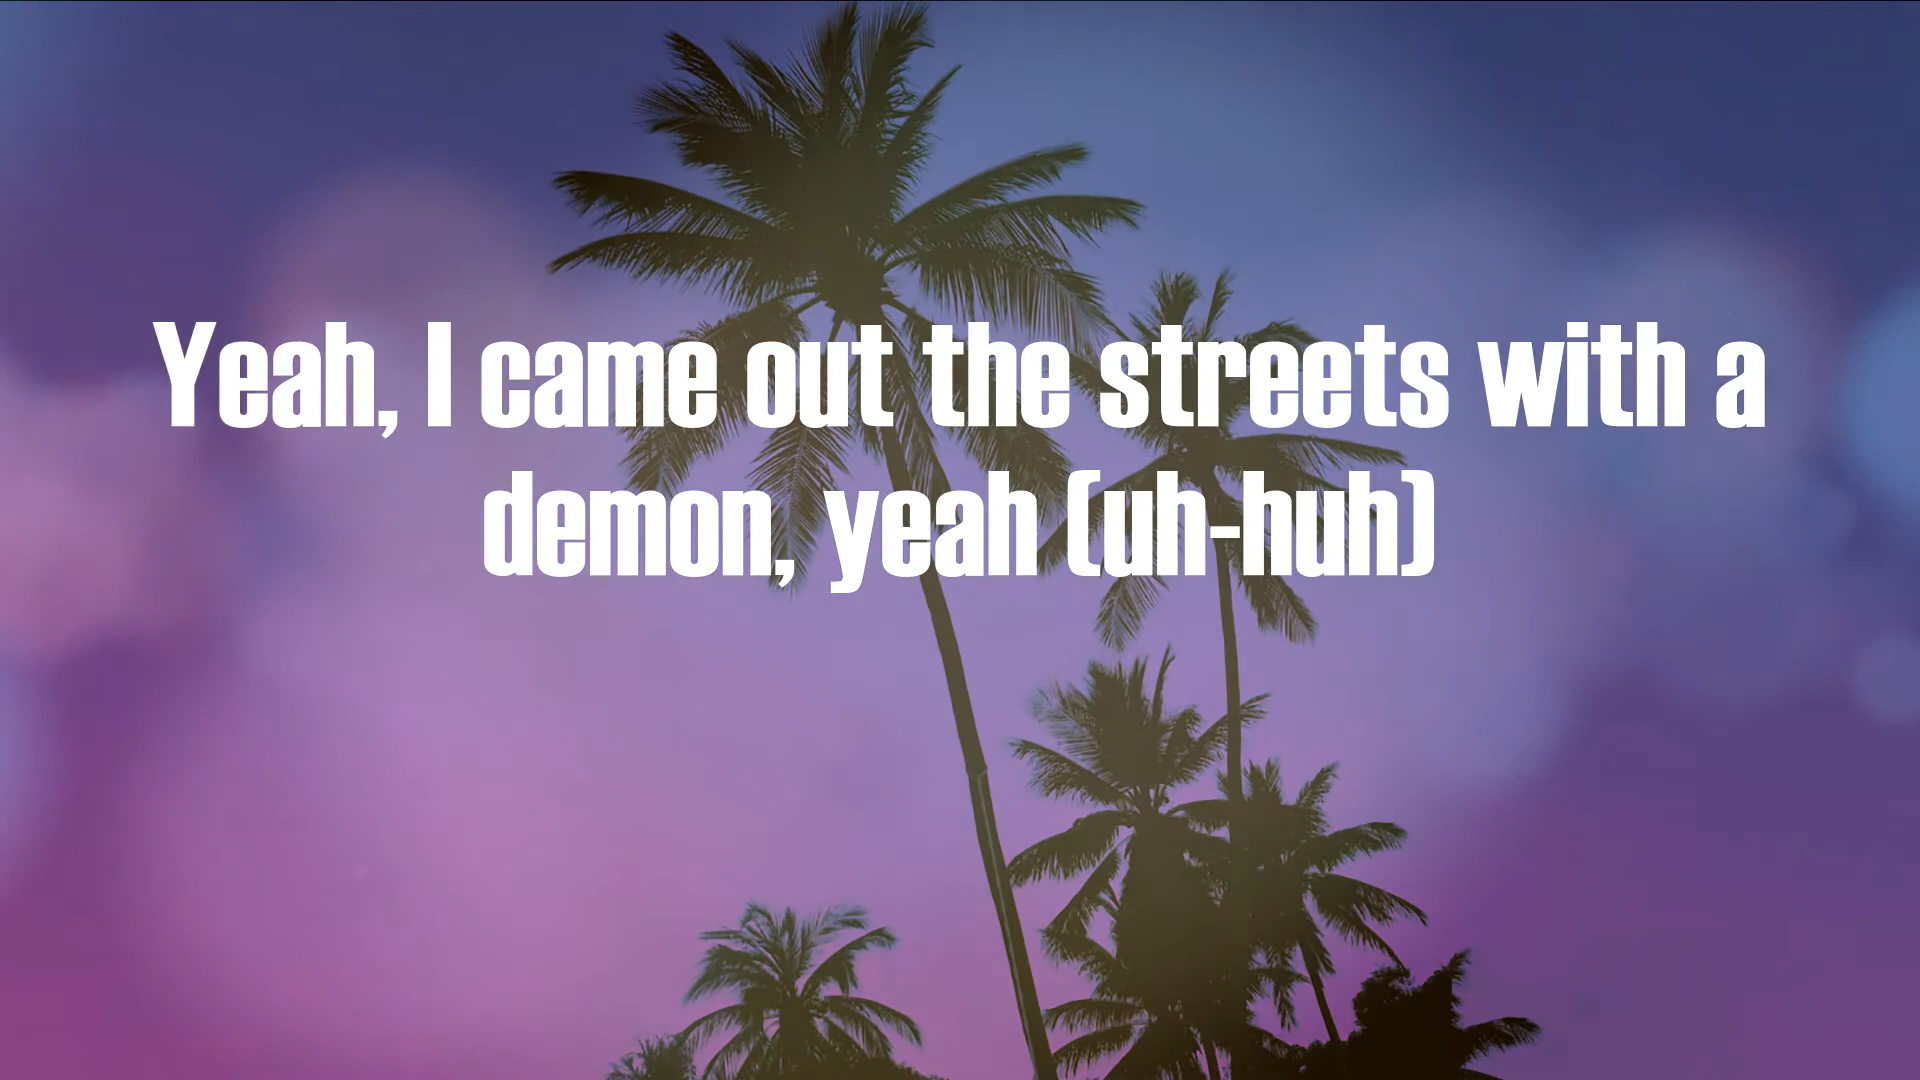 Yeah, I came out the streets with a
demon, yeah (uh-huh)